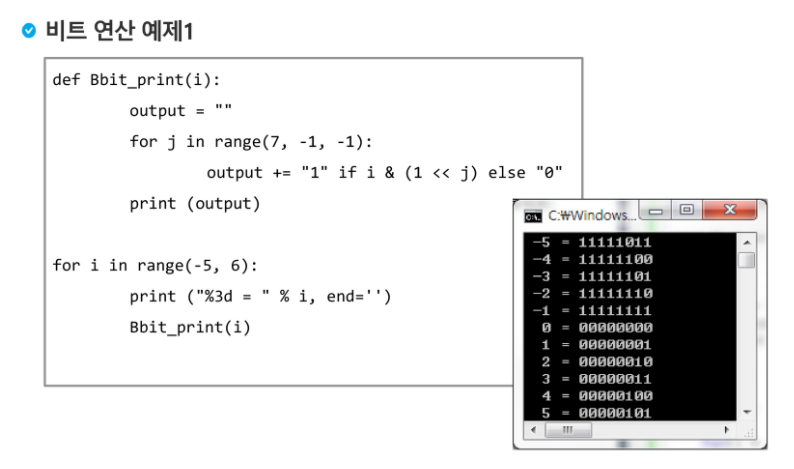 비트 연산 예제1
def Bbit_print(i):
        output = ""
        for j in range(7, -1, -1):
                output += "1" if i & (1 << j) else "0"
        print (output)
for i in range(-5, 6):
        print ("%3d = " % i, end='')
        Bbit_print(i)
C:\. C:₩Windows...
-5 = 11111011
-4 = 11111100
-3 = 11111101
-2 = 11111110
-1 = 11111111
 0 = 00000000
 1 = 00000001
 2 = 00000010
 3 = 00000011
 4 = 00000100
 5 = 00000101